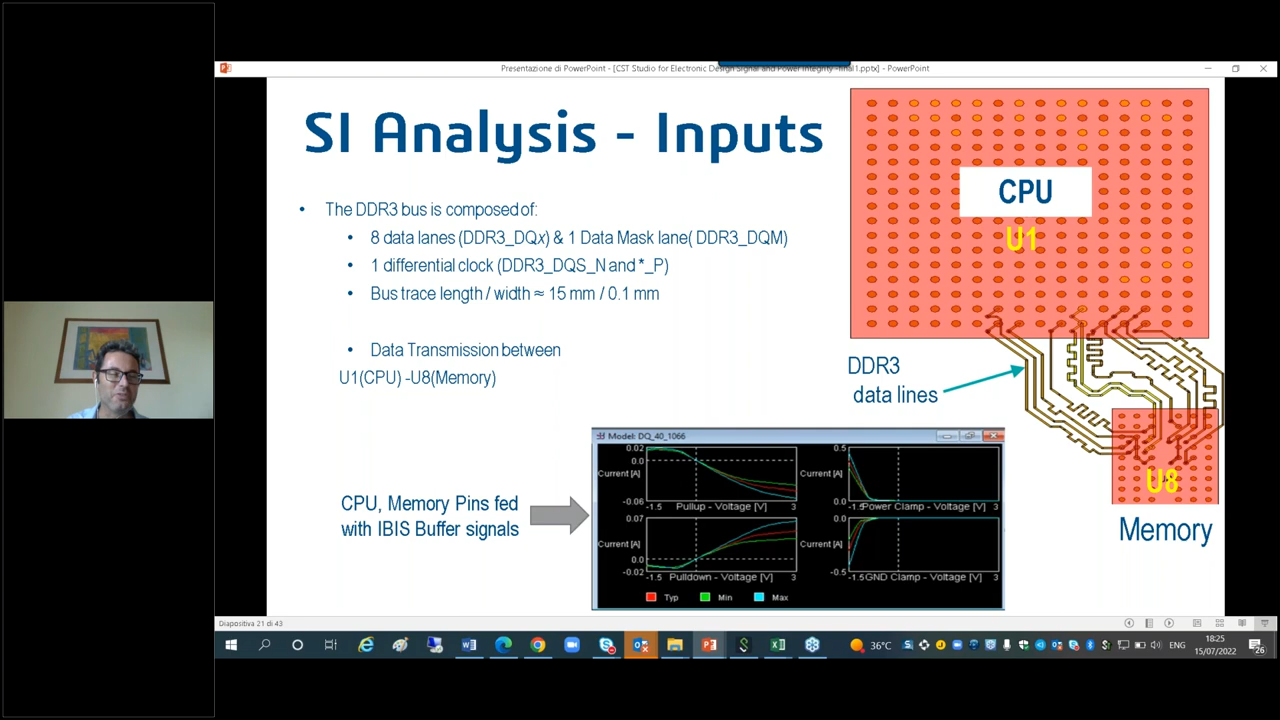 Presentazione di PowerPoint - [CST Studio for Electronic Design Signal and Power Integrity -final1.pptx] - PowerPoint
SI Analysis - Inputs
• The DDR3 bus is composed of:
• 8 data lanes (DDR3_DQx) & 1 Data Mask lane( DDR3_DQM)
• 1 differential clock (DDR3_DQS_N and *_P)
• Bus trace length / width ≈ 15 mm / 0.1 mm
• Data Transmission between
U1(CPU) -U8(Memory)
CPU
U1
DDR3
data lines
U8
Memory
CPU, Memory Pins fed
with IBIS Buffer signals
Model: DQ_40_1066
0.02
0.0
Current [A]
-0.06
Pullup - Voltage [V]
0.5
Current [A]
0.0
Power Clamp - Voltage [V]
0.07
Current [A]
0.0
-0.02
-1.5
Pulldown - Voltage [V]
3
0.0
Current [A]
-0.5
-1.5
GND Clamp - Voltage [V]
3
Typ
Min
Max
Diapositiva 21 di 43
36°C
ENG
18:25
15/07/2022
26